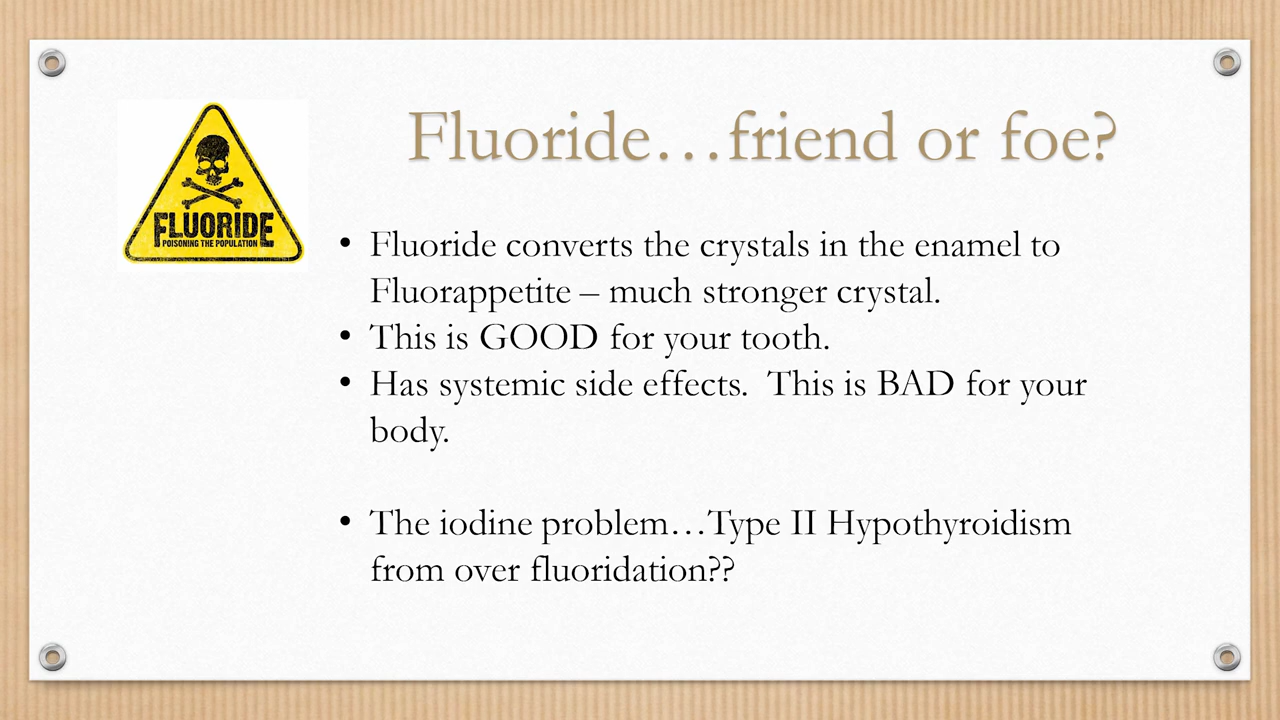 Fluoride…friend or foe?
FLUORIDE
POISONING THE POPULATION
• Fluoride converts the crystals in the enamel to
Fluorappetite – much stronger crystal.
• This is GOOD for your tooth.
• Has systemic side effects.  This is BAD for your
body.
• The iodine problem…Type II Hypothyroidism
from over fluoridation??